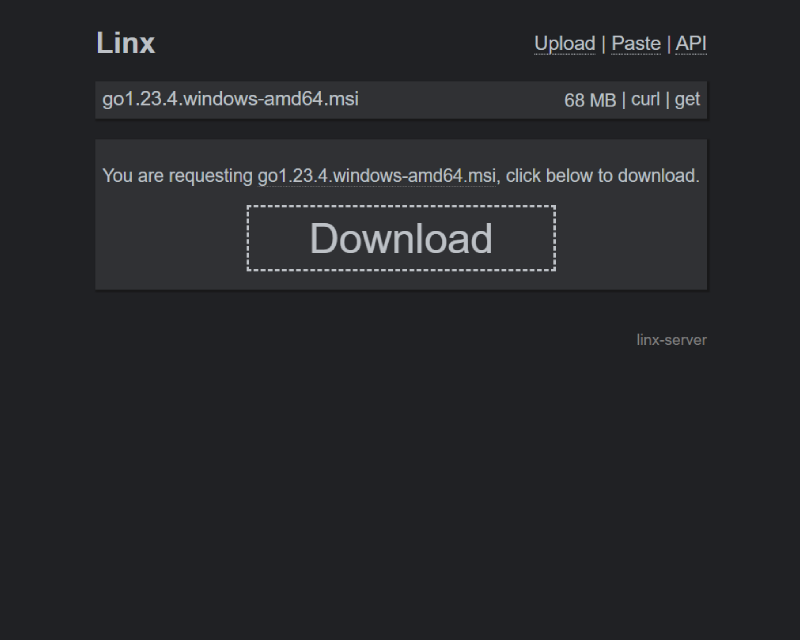 Linx
Upload | Paste | API
go1.23.4.windows-amd64.msi
68 MB | curl | get
You are requesting go1.23.4.windows-amd64.msi, click below to download.
Download
linx-server